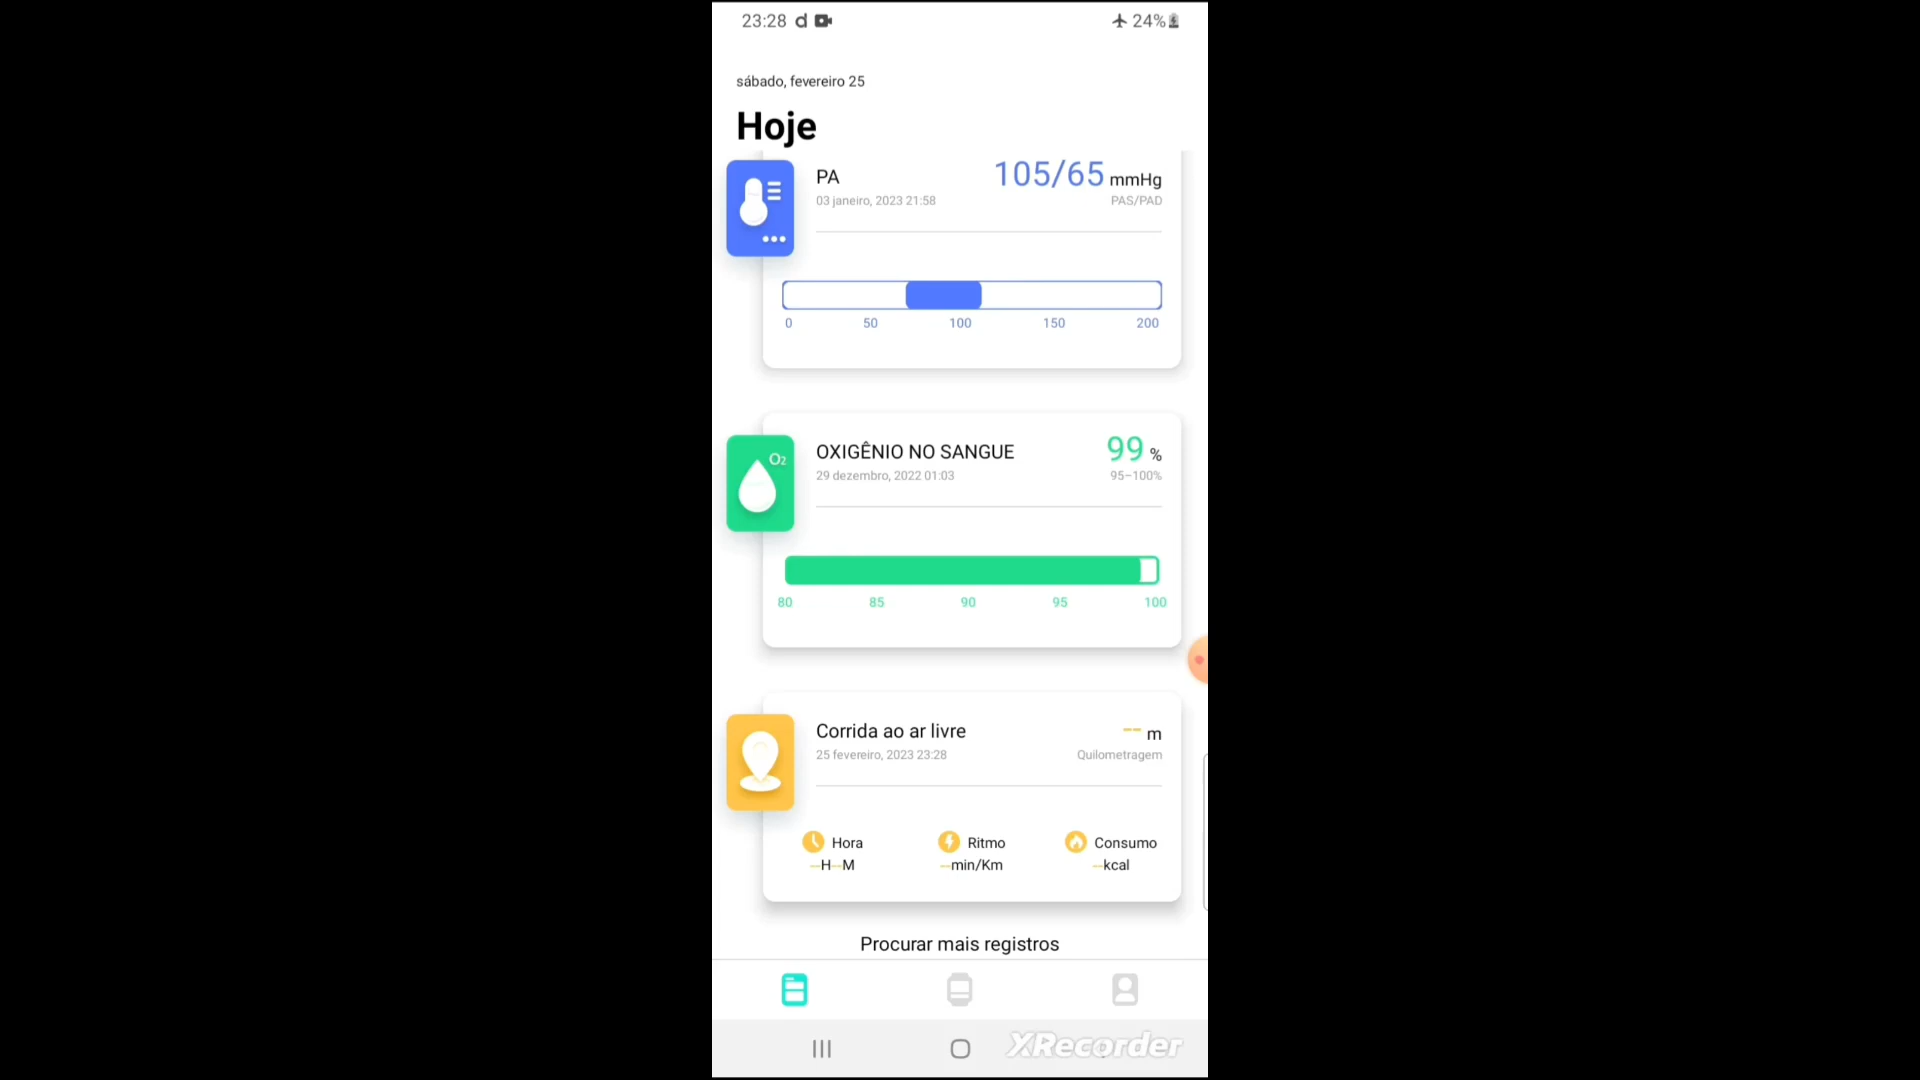 23:28 d 24%
sábado, fevereiro 25
Hoje
PA 105/65 mmHg
03 janeiro, 2023 21:58 PAS/PAD
0 50 100 150 200
O2
OXIGÊNIO NO SANGUE 99 %
29 dezembro, 2022 01:03 95-100%
80 85 90 95 100
Corrida ao ar livre -- m
25 fevereiro, 2023 23:28 Quilometragem
Hora Ritmo Consumo
--H--M --min/Km --kcal
Procurar mais registros
XRecorder